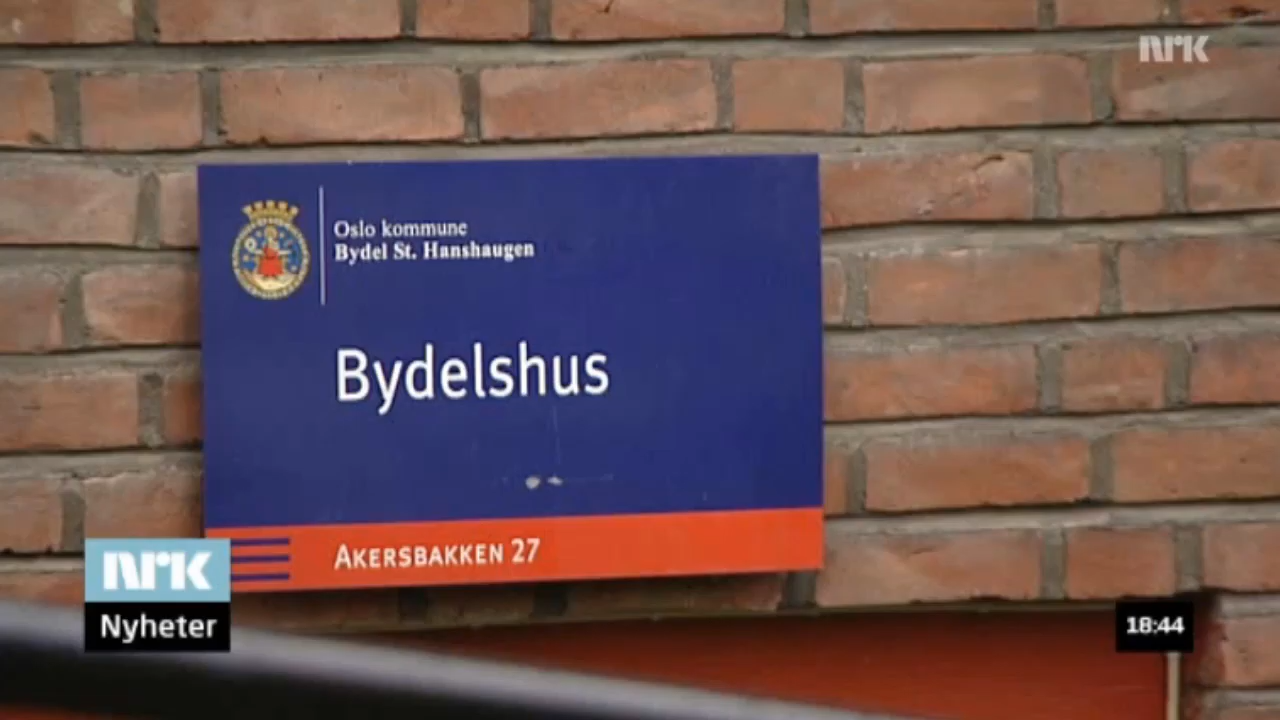 nrk
Oslo kommune
Bydel St. Hanshaugen
Bydelshus
AKERSBAKKEN 27
nrk
Nyheter
18:44